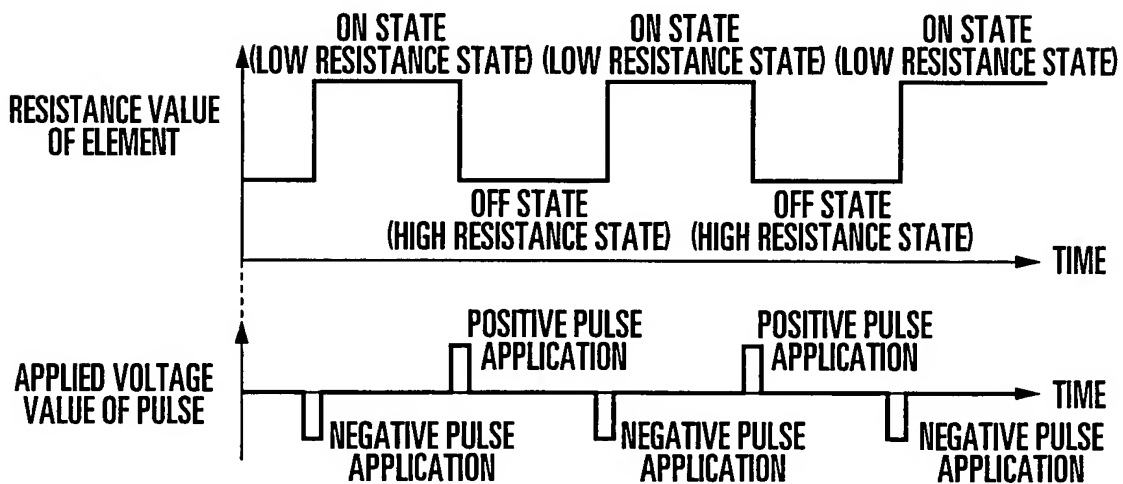 ON STATE
(LOW RESISTANCE STATE)
ON STATE
(LOW RESISTANCE STATE)
ON STATE
(LOW RESISTANCE STATE)
RESISTANCE VALUE
OF ELEMENT
OFF STATE
(HIGH RESISTANCE STATE)
OFF STATE
(HIGH RESISTANCE STATE)
TIME
POSITIVE PULSE
APPLICATION
POSITIVE PULSE
APPLICATION
APPLIED VOLTAGE
VALUE OF PULSE
TIME
NEGATIVE PULSE
APPLICATION
NEGATIVE PULSE
APPLICATION
NEGATIVE PULSE
APPLICATION